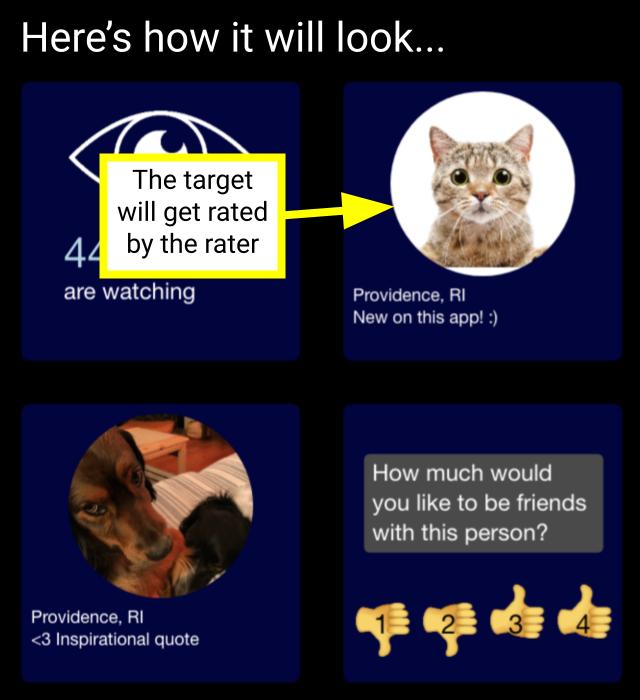 Here’s how it will look...
The target
will get rated
by the rater
44
are watching
Providence, RI
New on this app! :)
Providence, RI
<3 Inspirational quote
How much would
you like to be friends
with this person?
1 2 3 4